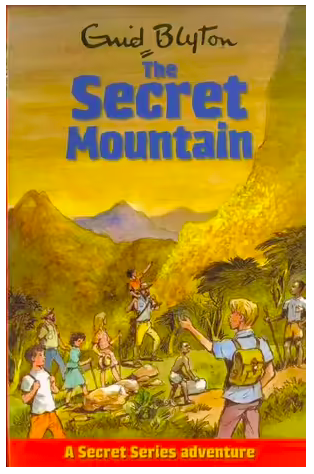 Enid Blyton
The
Secret
Mountain
A Secret Series adventure